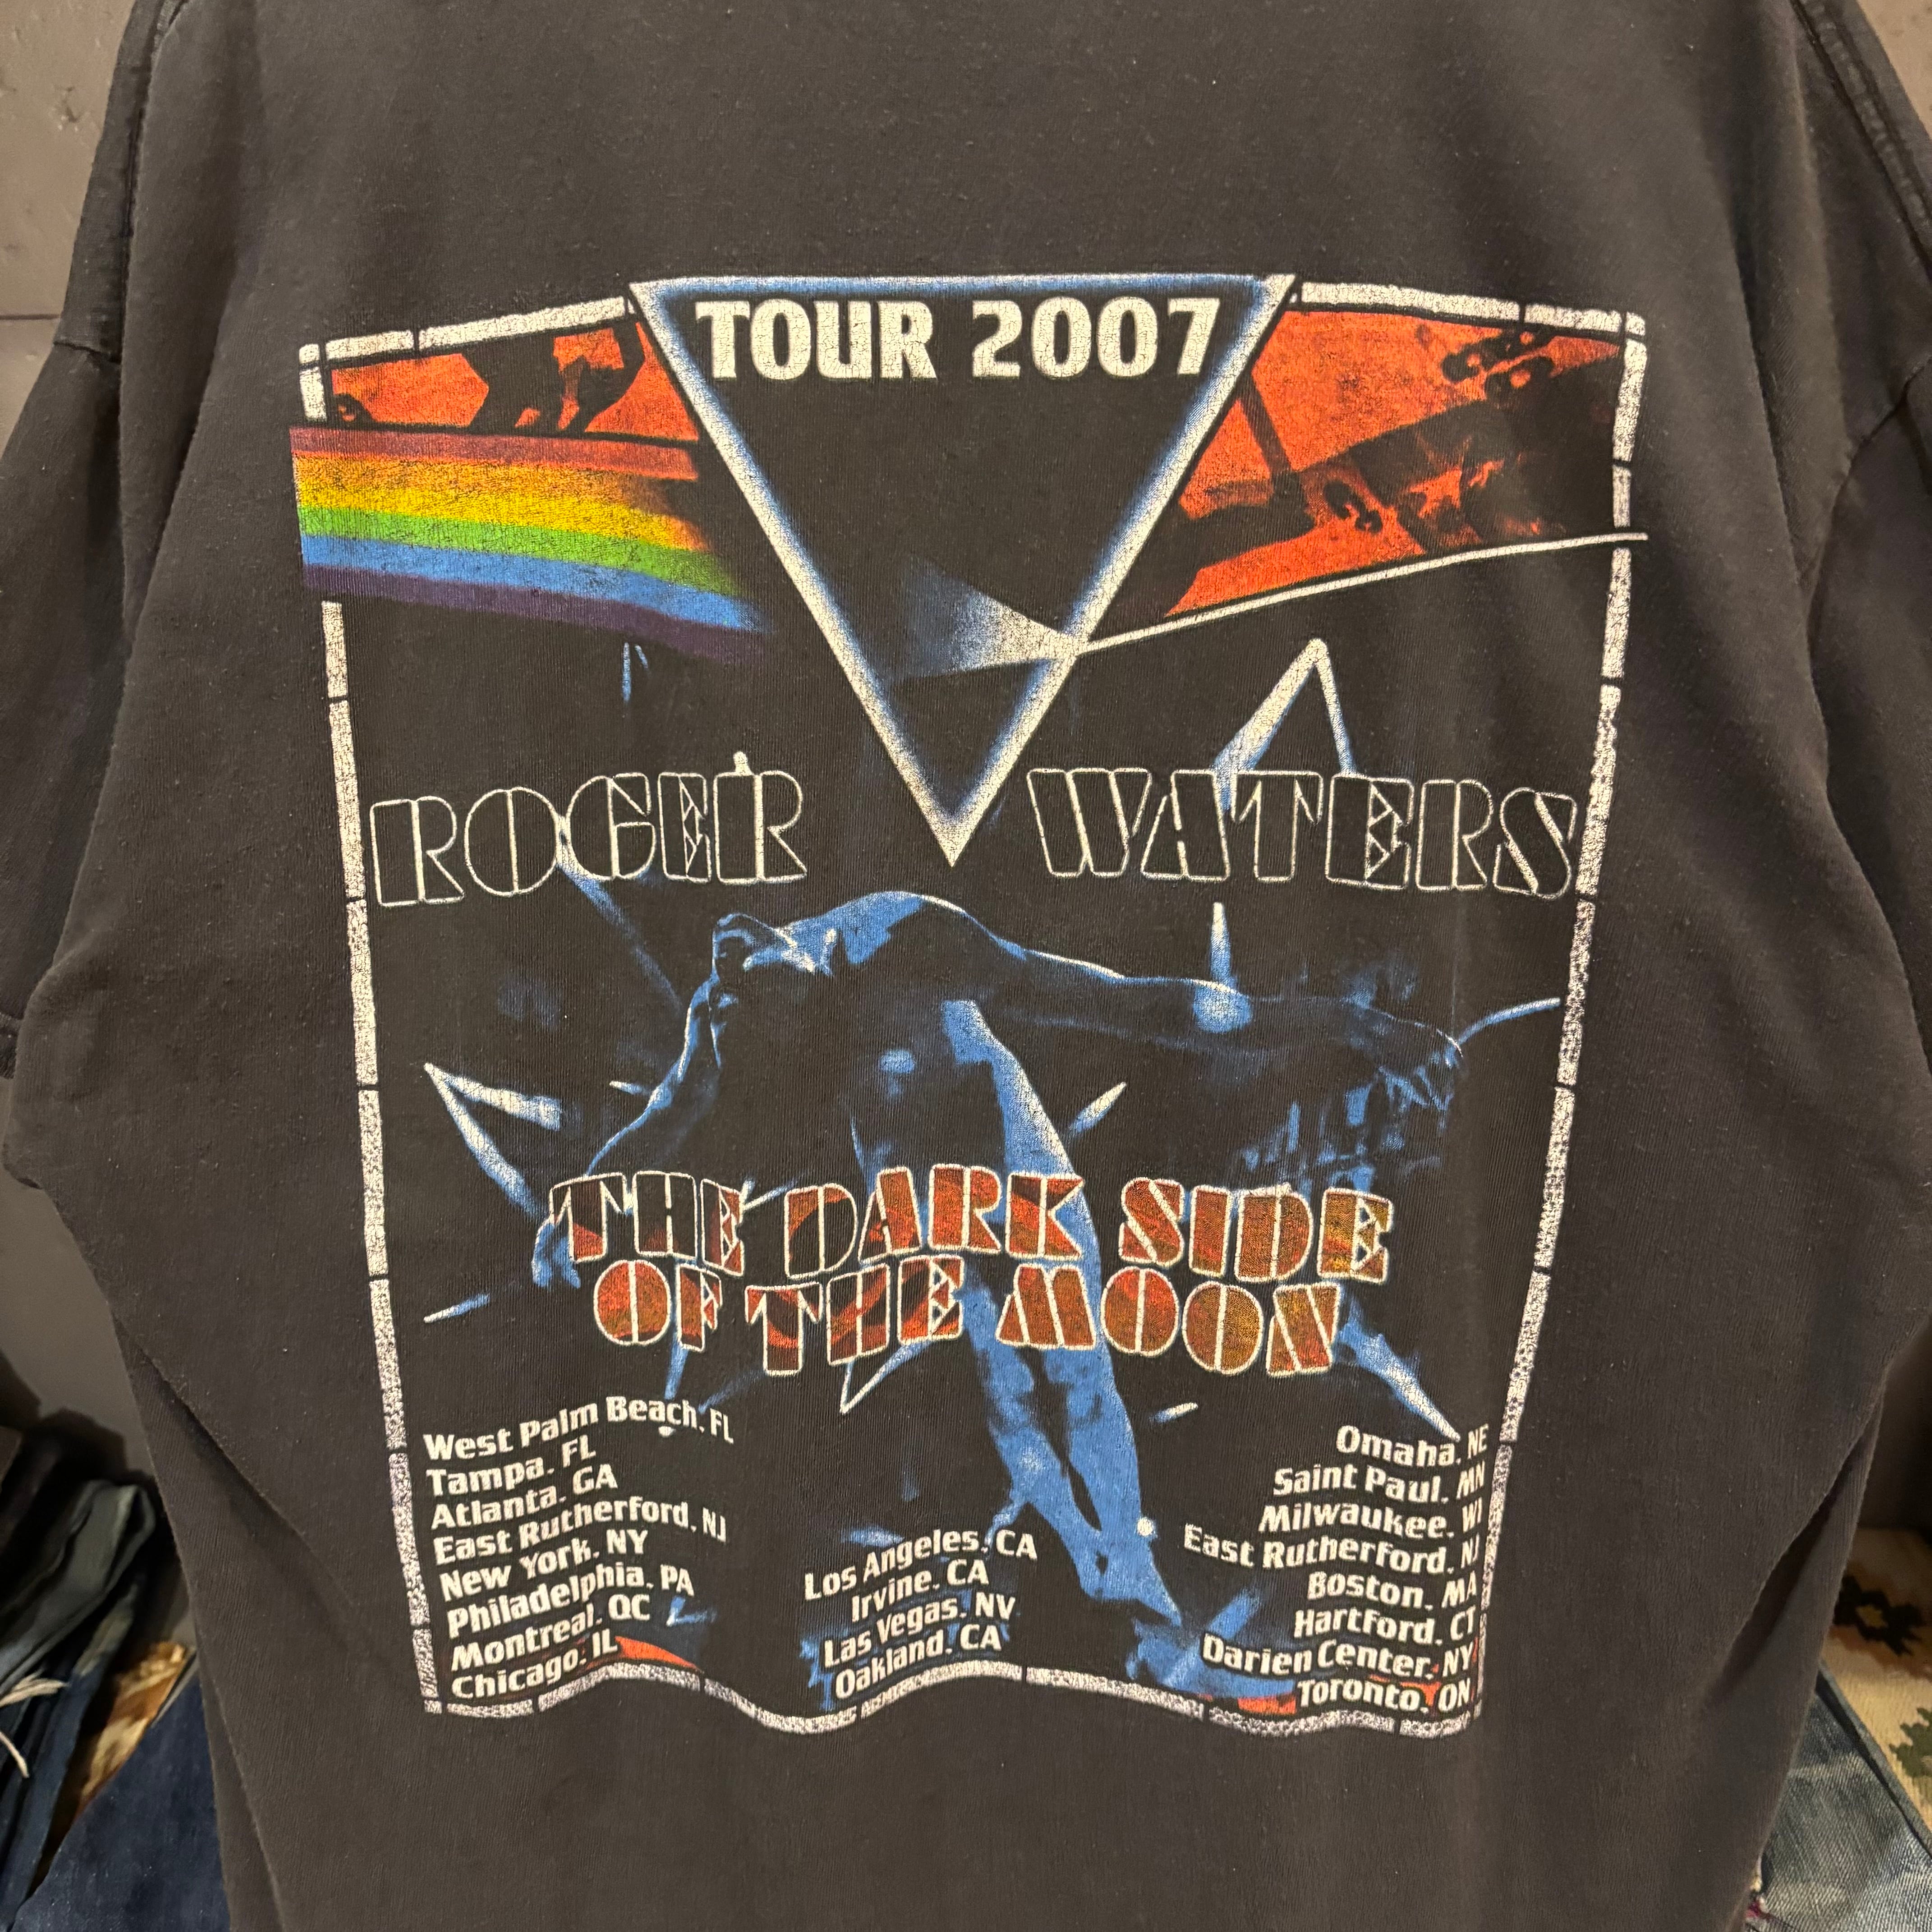 TOUR 2007
ROGER WATERS
THE DARK SIDE
OF THE MOON
West Palm Beach, FL
Tampa, FL
Atlanta, GA
East Rutherford, NJ
New York, NY
Philadelphia, PA
Montreal, QC
Chicago, IL
Los Angeles, CA
Irvine, CA
Las Vegas, NV
Oakland, CA
Omaha, NE
Saint Paul, MN
Milwaukee, WI
East Rutherford, NJ
Boston, MA
Hartford, CT
Darien Center, NY
Toronto, ON